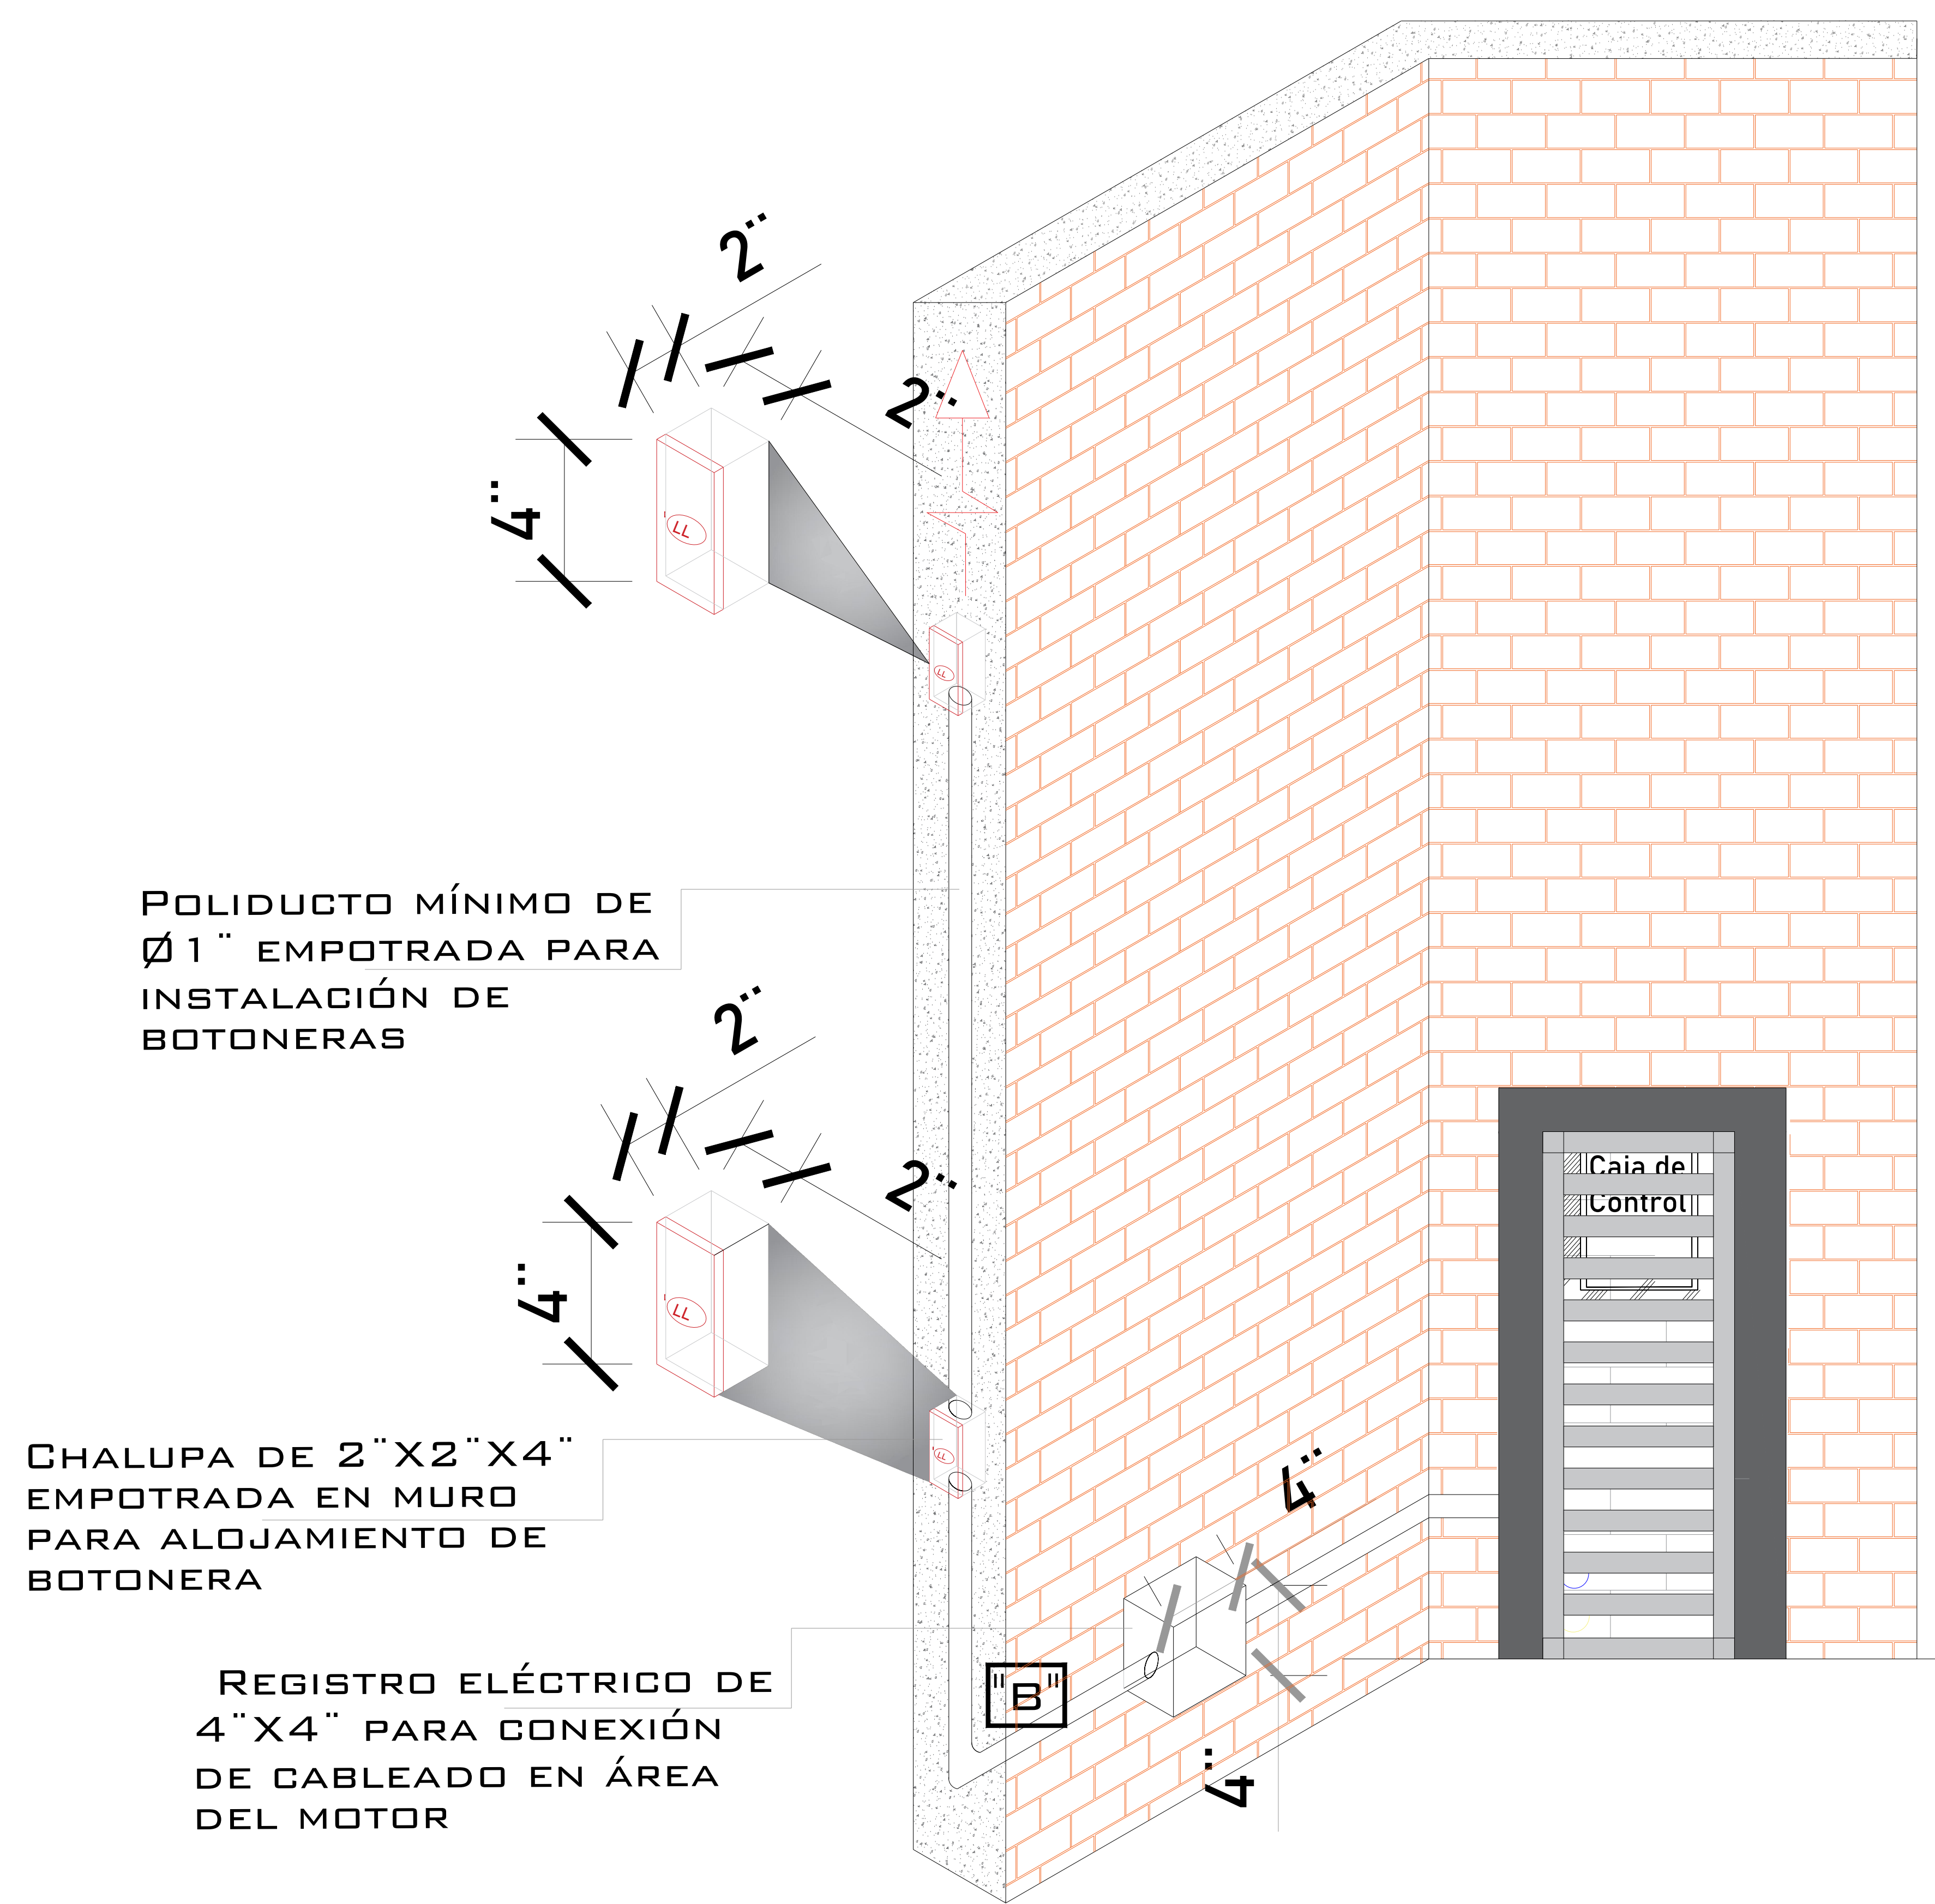 2¨
2¨
4¨
LL
LL
POLIDUCTO MÍNIMO DE
Ø1¨ EMPOTRADA PARA
INSTALACIÓN DE
BOTONERAS
2¨
2¨
4¨
LL
LL
CHALUPA DE 2¨X2¨X4¨
EMPOTRADA EN MURO
PARA ALOJAMIENTO DE
BOTONERA
REGISTRO ELÉCTRICO DE
4¨X4¨ PARA CONEXIÓN
DE CABLEADO EN ÁREA
DEL MOTOR
"B"
4¨
4¨
Caja de
Control